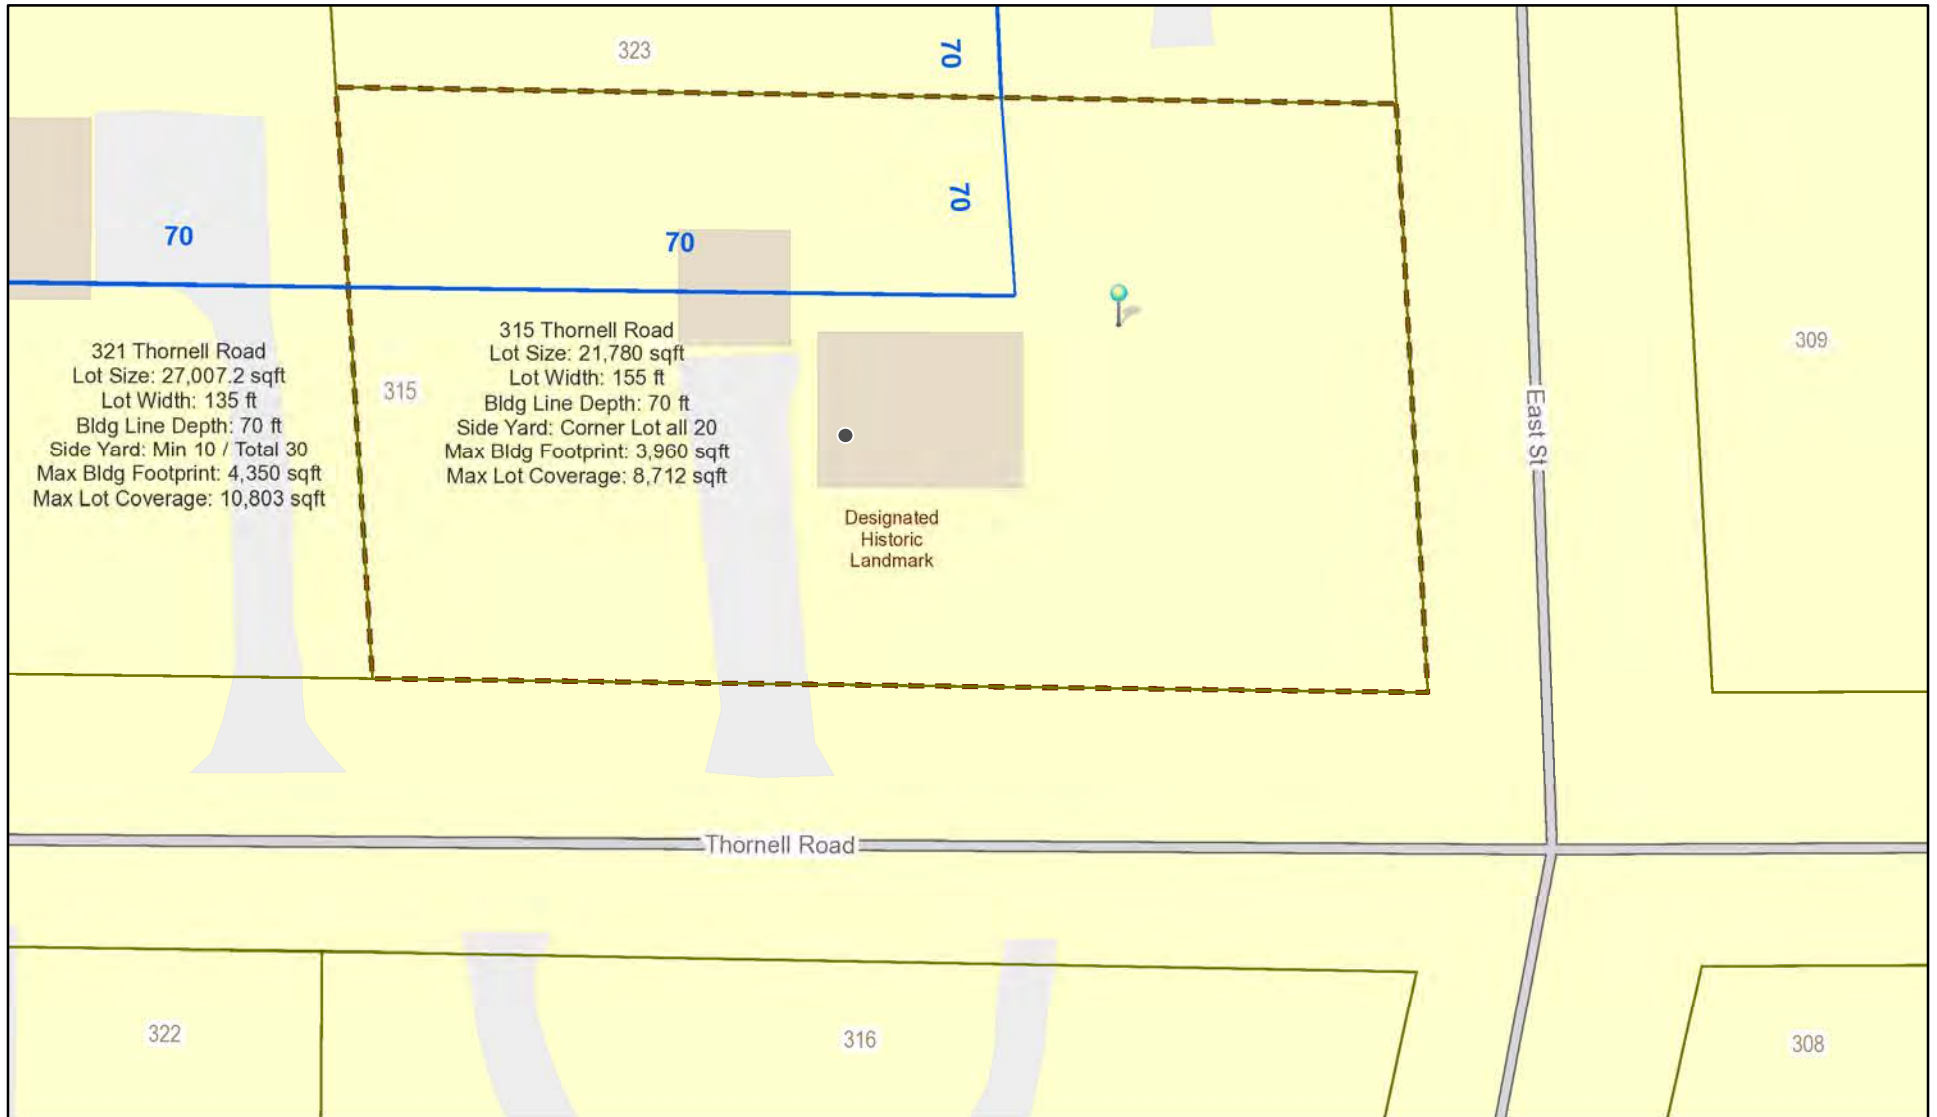 323
70
70
70
70
321 Thornell Road
Lot Size: 27,007.2 sqft
Lot Width: 135 ft
Bldg Line Depth: 70 ft
Side Yard: Min 10 / Total 30
Max Bldg Footprint: 4,350 sqft
Max Lot Coverage: 10,803 sqft
315
315 Thornell Road
Lot Size: 21,780 sqft
Lot Width: 155 ft
Bldg Line Depth: 70 ft
Side Yard: Corner Lot all 20
Max Bldg Footprint: 3,960 sqft
Max Lot Coverage: 8,712 sqft
Designated
Historic
Landmark
East St
309
Thornell Road
322
316
308